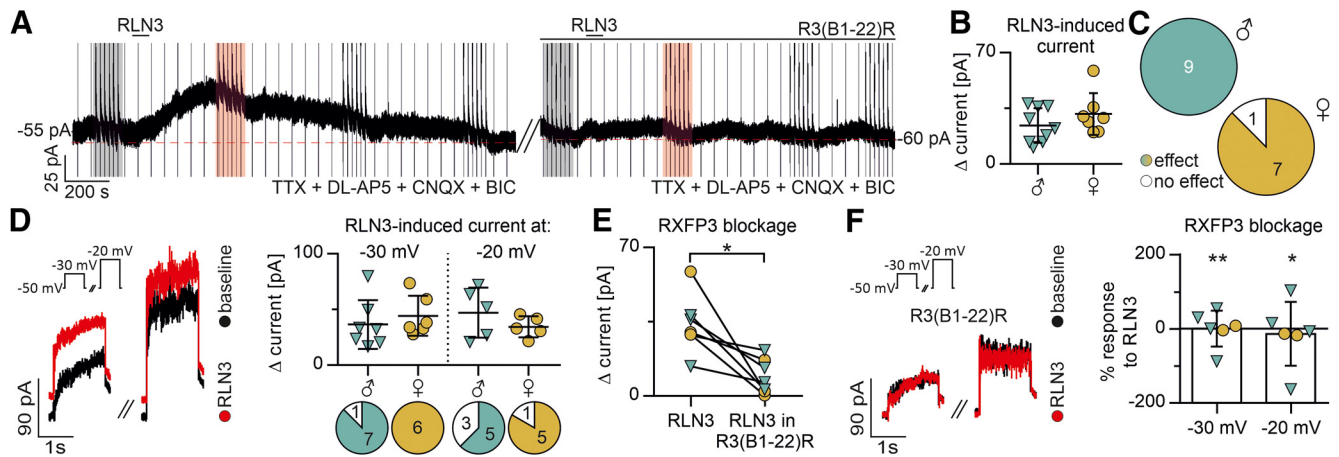 A
RLN3
RLN3
R3(B1-22)R
-55 pA
-60 pA
25 pA
200 s
TTX + DL-AP5 + CNQX + BIC
TTX + DL-AP5 + CNQX + BIC
B
RLN3-induced
current
Δ current [pA]
70
0
♂
♀
C
♂
9
♀
1
7
effect
no effect
D
-20 mV
-30 mV
-50 mV
//
//
baseline
RLN3
90 pA
1s
RLN3-induced current at:
-30 mV
-20 mV
Δ current [pA]
100
0
♂
♀
♂
♀
1
7
6
3
5
1
5
E
RXFP3 blockage
Δ current [pA]
70
0
*
RLN3
RLN3 in
R3(B1-22)R
F
-20 mV
-30 mV
-50 mV
//
R3(B1-22)R
//
baseline
RLN3
90 pA
1s
RXFP3 blockage
% response
to RLN3
200
0
-200
**
*
-30 mV
-20 mV